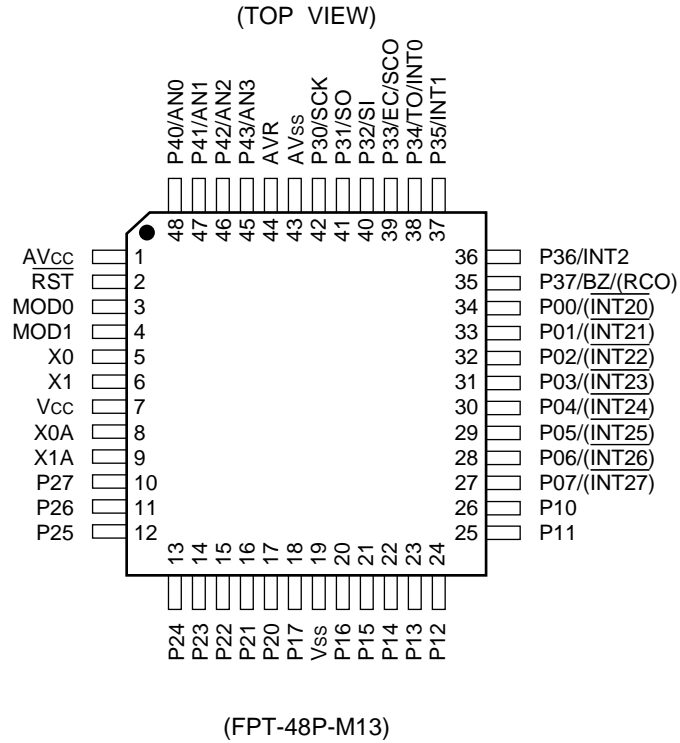 (TOP VIEW)
P40/AN0
P41/AN1
P42/AN2
P43/AN3
AVR
AVss
P30/SCK
P31/SO
P32/SI
P33/EC/SCO
P34/TO/INT0
P35/INT1
48 47 46 45 44 43 42 41 40 39 38 37
AVcc 1
RST 2
MOD0 3
MOD1 4
X0 5
X1 6
Vcc 7
X0A 8
X1A 9
P27 10
P26 11
P25 12
36 P36/INT2
35 P37/BZ/(RCO)
34 P00/(INT20)
33 P01/(INT21)
32 P02/(INT22)
31 P03/(INT23)
30 P04/(INT24)
29 P05/(INT25)
28 P06/(INT26)
27 P07/(INT27)
26 P10
25 P11
13 14 15 16 17 18 19 20 21 22 23 24
P24
P23
P22
P21
P20
P17
Vss
P16
P15
P14
P13
P12
(FPT-48P-M13)